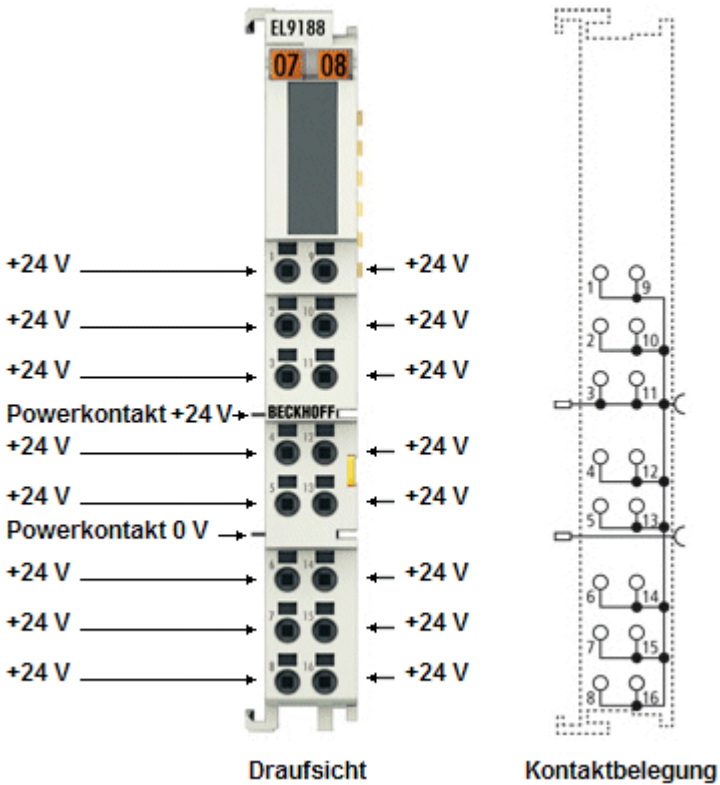 EL9188
07 08
1 9
+24 V +24 V
2 10
+24 V +24 V
3 11
+24 V +24 V
Powerkontakt +24 V BECKHOFF
4 12
+24 V +24 V
5 13
+24 V +24 V
Powerkontakt 0 V
6 14
+24 V +24 V
7 15
+24 V +24 V
8 16
+24 V +24 V
Draufsicht
1 9
2 10
3 11
4 12
5 13
6 14
7 15
8 16
Kontaktbelegung